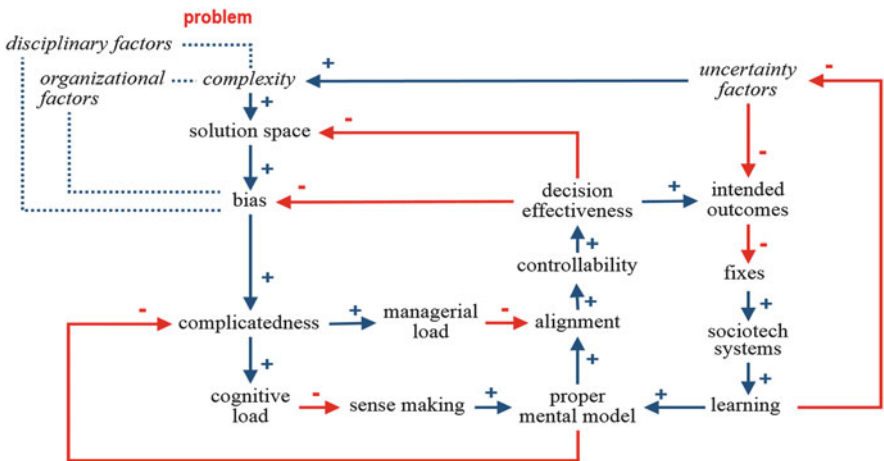 problem
disciplinary factors
organizational
factors
complexity
+
uncertainty
factors
-
+
solution space
-
-
+
bias
-
decision
effectiveness
+
intended
outcomes
+
-
controllability
+
fixes
-
complicatedness
+
managerial
load
-
alignment
+
+
sociotech
systems
+
+
+
cognitive
load
-
sense making
+
proper
mental model
+
learning